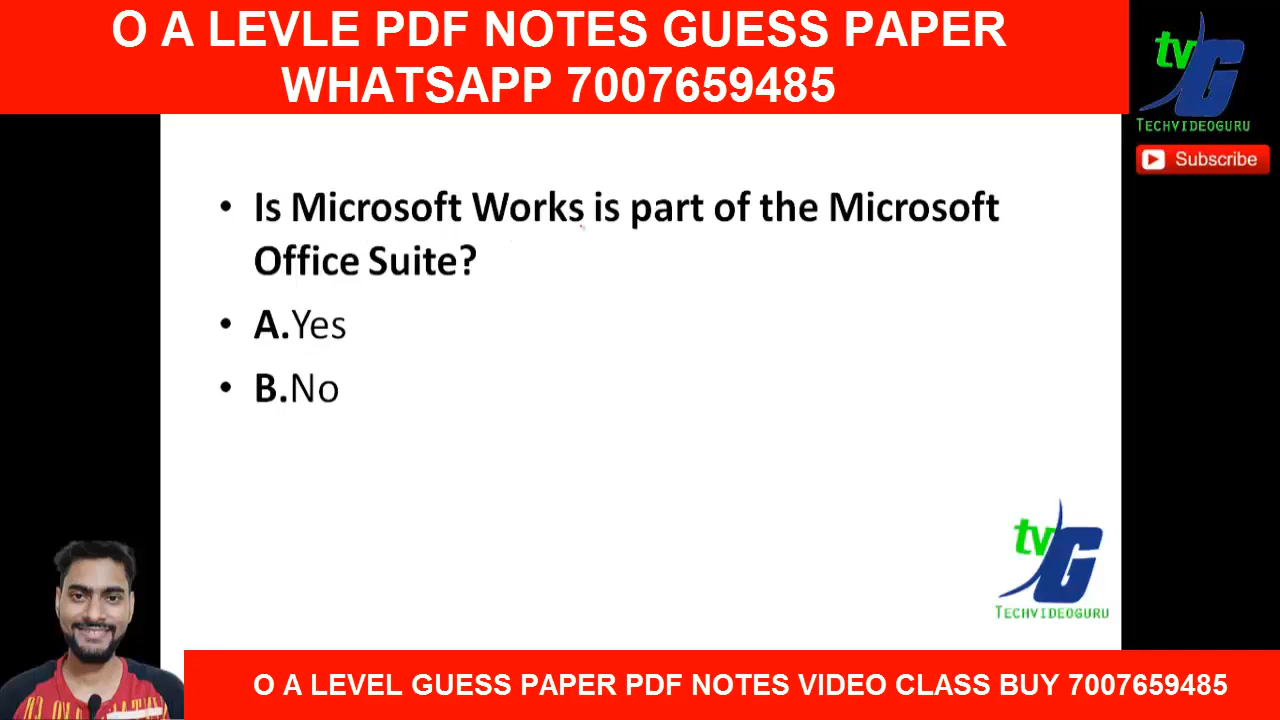 O A LEVLE PDF NOTES GUESS PAPER
WHATSAPP 7007659485
tvG
TECHVIDEOGURU
Subscribe
• Is Microsoft Works is part of the Microsoft
Office Suite?
• A.Yes
• B.No
tvG
TECHVIDEOGURU
O A LEVEL GUESS PAPER PDF NOTES VIDEO CLASS BUY 7007659485